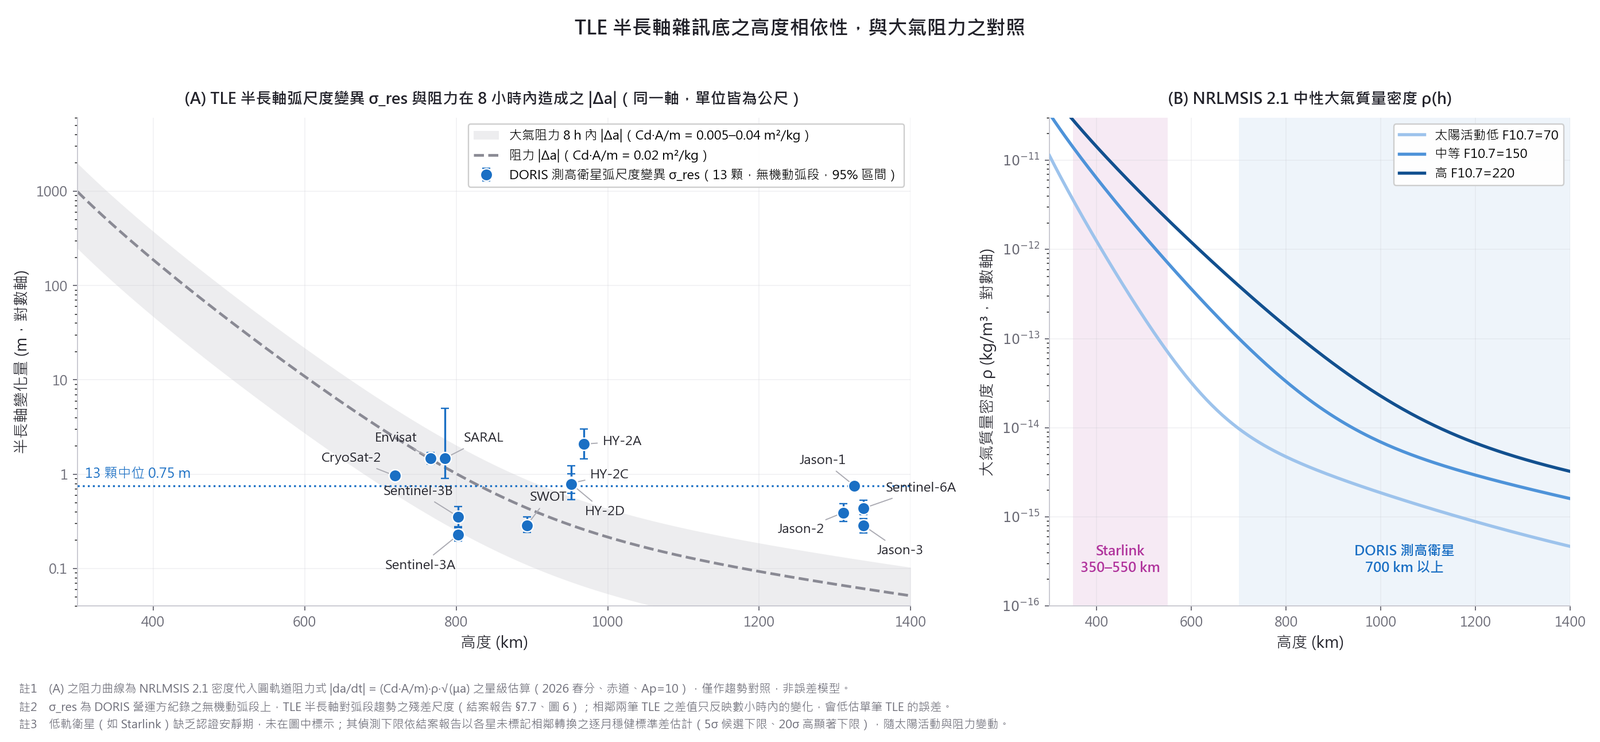 TLE 半長軸雜訊底之高度相依性，與大氣阻力之對照
(A) TLE 半長軸弧尺度變異 σ_res 與阻力在 8 小時內造成之 |Δa|（同一軸，單位皆為公尺）
大氣阻力 8 h 內 |Δa|（Cd·A/m = 0.005–0.04 m²/kg）
阻力 |Δa|（Cd·A/m = 0.02 m²/kg）
DORIS 測高衛星弧尺度變異 σ_res（13 顆，無機動弧段，95% 區間）
半長軸變化量 (m，對數軸)
1000
100
10
1
0.1
13 顆中位 0.75 m
Envisat
SARAL
CryoSat-2
Sentinel-3B
Sentinel-3A
HY-2A
HY-2C
SWOT
HY-2D
Jason-1
Sentinel-6A
Jason-2
Jason-3
400
600
800
1000
1200
1400
高度 (km)
(B) NRLMSIS 2.1 中性大氣質量密度 ρ(h)
太陽活動低 F10.7=70
中等 F10.7=150
高 F10.7=220
大氣質量密度 ρ (kg/m³，對數軸)
10⁻¹¹
10⁻¹²
10⁻¹³
10⁻¹⁴
10⁻¹⁵
10⁻¹⁶
Starlink
350–550 km
DORIS 測高衛星
700 km 以上
400
600
800
1000
1200
1400
高度 (km)
註1 (A) 之阻力曲線為 NRLMSIS 2.1 密度代入圓軌道阻力式 |da/dt| = (Cd·A/m)·ρ·√(μa) 之量級估算（2026 春分、赤道、Ap=10），僅作趨勢對照，非誤差模型。
註2 σ_res 為 DORIS 營運方紀錄之無機動弧段上，TLE 半長軸對弧段趨勢之殘差尺度（結案報告 §7.7、圖 6）；相鄰兩筆 TLE 之差值只反映數小時內的變化，會低估單筆 TLE 的誤差。
註3 低軌衛星（如 Starlink）缺乏認證安靜期，未在圖中標示；其偵測下限依結案報告以各星未標記相鄰轉換之逐月穩健標準差估計（5σ 候選下限、20σ 高顯著下限），隨太陽活動與阻力變動。